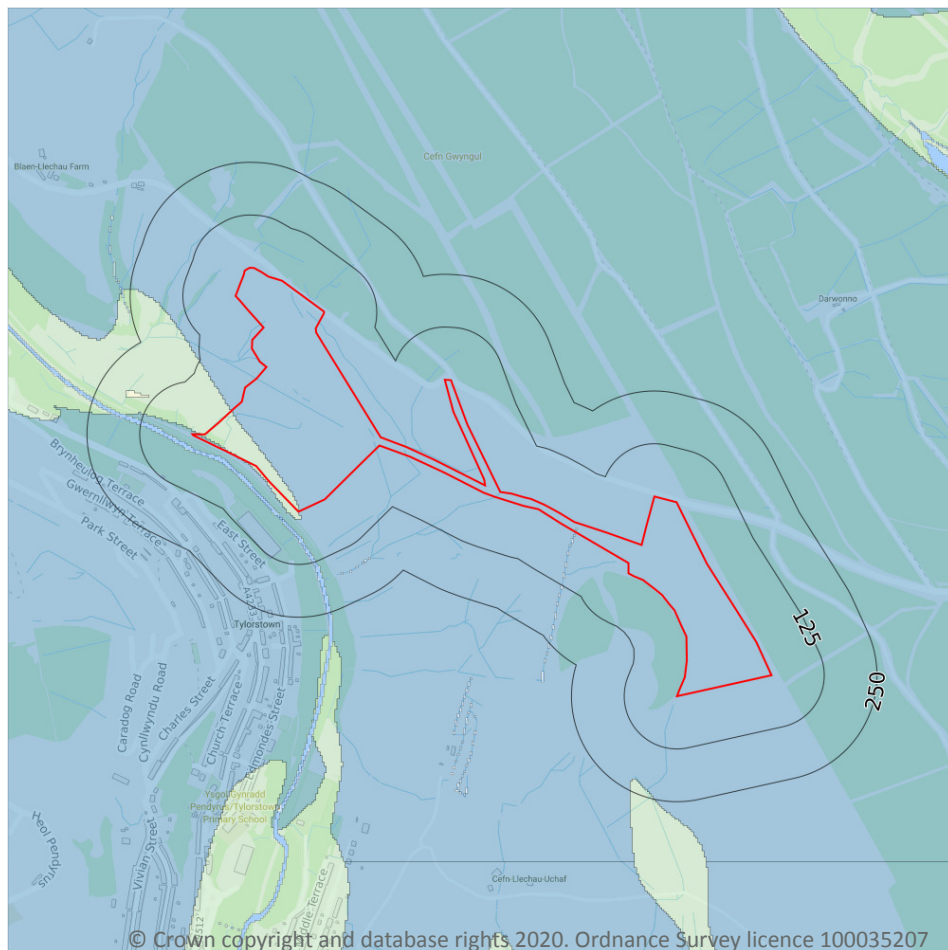 Cefn Gwyngul
Blaen-Llechau Farm
Darwonno
Brynheulog Terrace
Gwernllwyn Terrace
Park Street
East Street
A4233
Tylorstown
Caradog Road
Cynllwyndu Road
Charles Street
Church Terrace
Edmondes Street
125
250
Ysgol Gynradd
Pendyrus/Tylorstown
Primary School
Heol Pendyrus
Vivian Street
Middle Terrace
Cefn-Llechau-Uchaf
© Crown copyright and database rights 2020. Ordnance Survey licence 100035207